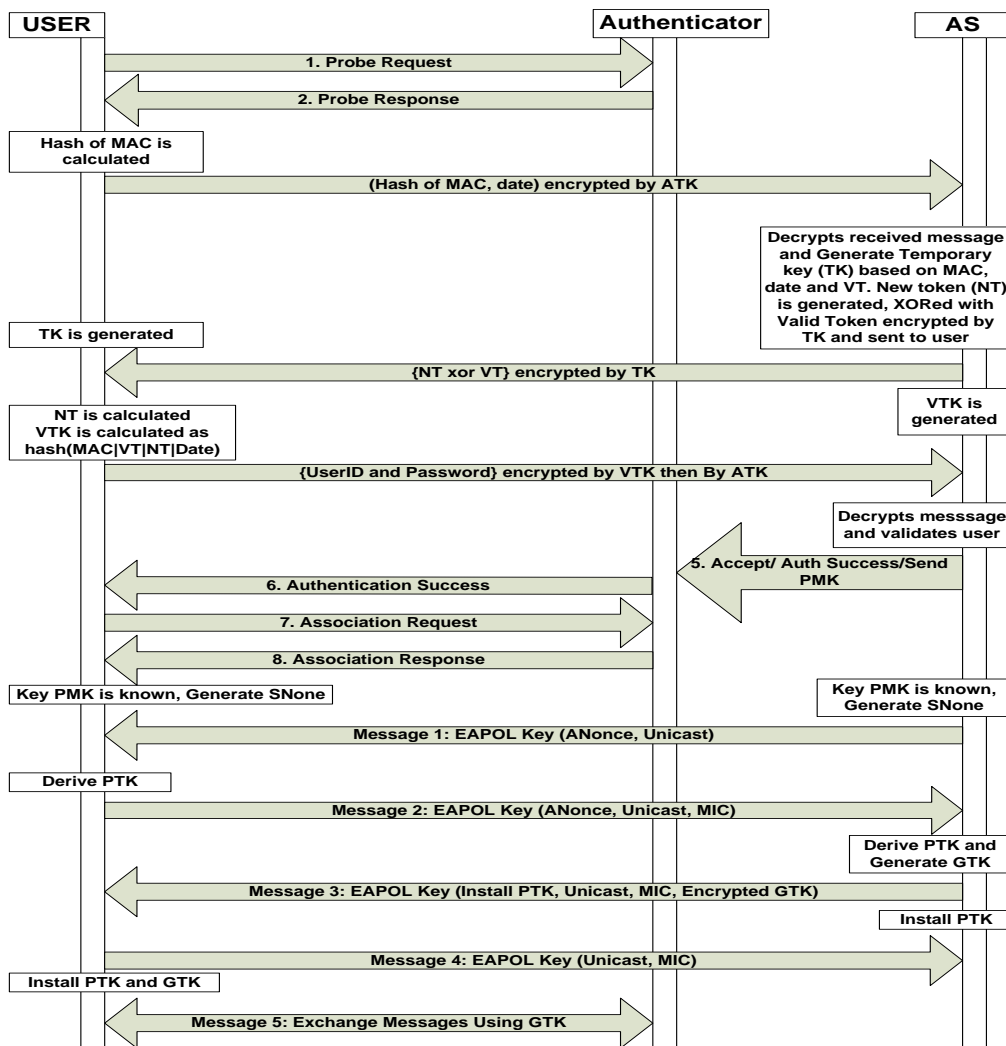 USER
Authenticator
AS
1. Probe Request
2. Probe Response
Hash of MAC is
calculated
(Hash of MAC, date) encrypted by ATK
Decrypts received message
and Generate Temporary
key (TK) based on MAC,
date and VT. New token (NT)
is generated, XORed with
Valid Token encrypted by
TK and sent to user
TK is generated
{NT xor VT} encrypted by TK
NT is calculated
VTK is calculated as
hash(MAC|VT|NT|Date)
VTK is
generated
{UserID and Password} encrypted by VTK then By ATK
Decrypts messsage
and validates user
5. Accept/ Auth Success/Send
PMK
6. Authentication Success
7. Association Request
8. Association Response
Key PMK is known, Generate SNone
Key PMK is known,
Generate SNone
Message 1: EAPOL Key (ANonce, Unicast)
Derive PTK
Message 2: EAPOL Key (ANonce, Unicast, MIC)
Derive PTK and
Generate GTK
Message 3: EAPOL Key (Install PTK, Unicast, MIC, Encrypted GTK)
Install PTK
Message 4: EAPOL Key (Unicast, MIC)
Install PTK and GTK
Message 5: Exchange Messages Using GTK